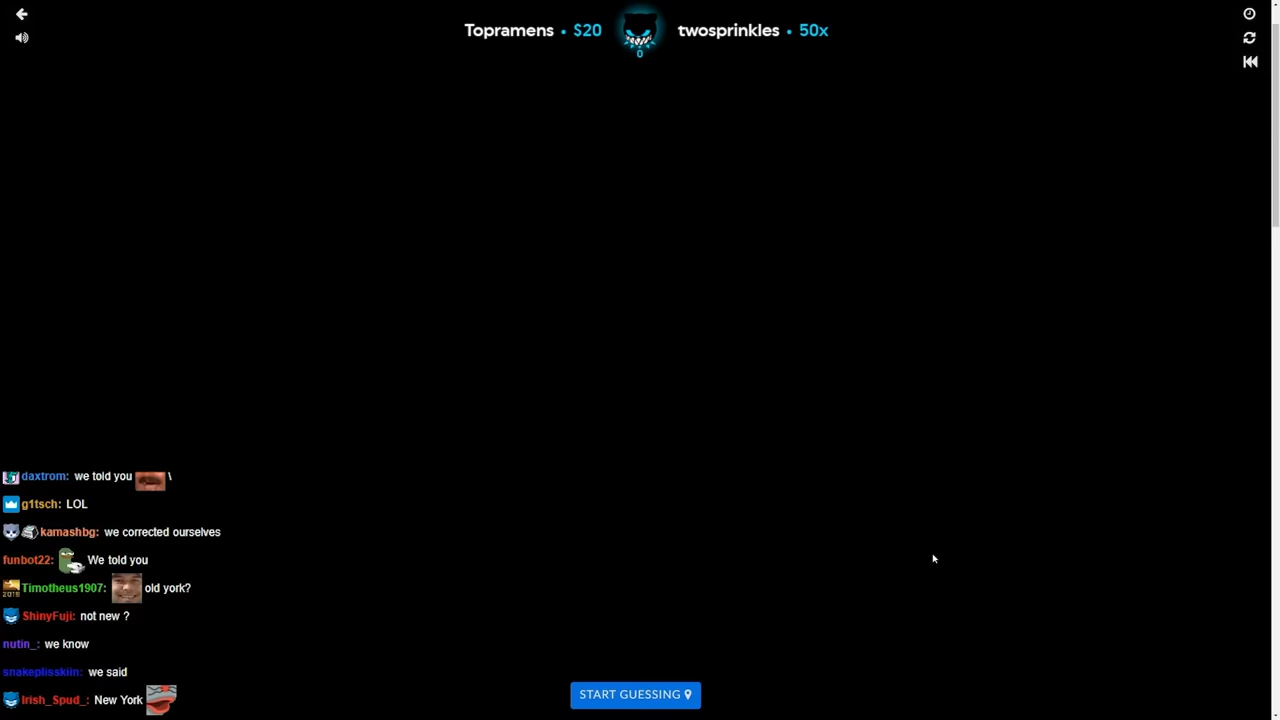 Topramens • $20
0
twosprinkles • 50x
daxtrom: we told you \
g1tsch: LOL
kamashbg: we corrected ourselves
funbot22: We told you
Timotheus1907: old york?
ShinyFuji: not new ?
nutin_: we know
snakeplisskiin: we said
Irish_Spud_: New York
START GUESSING